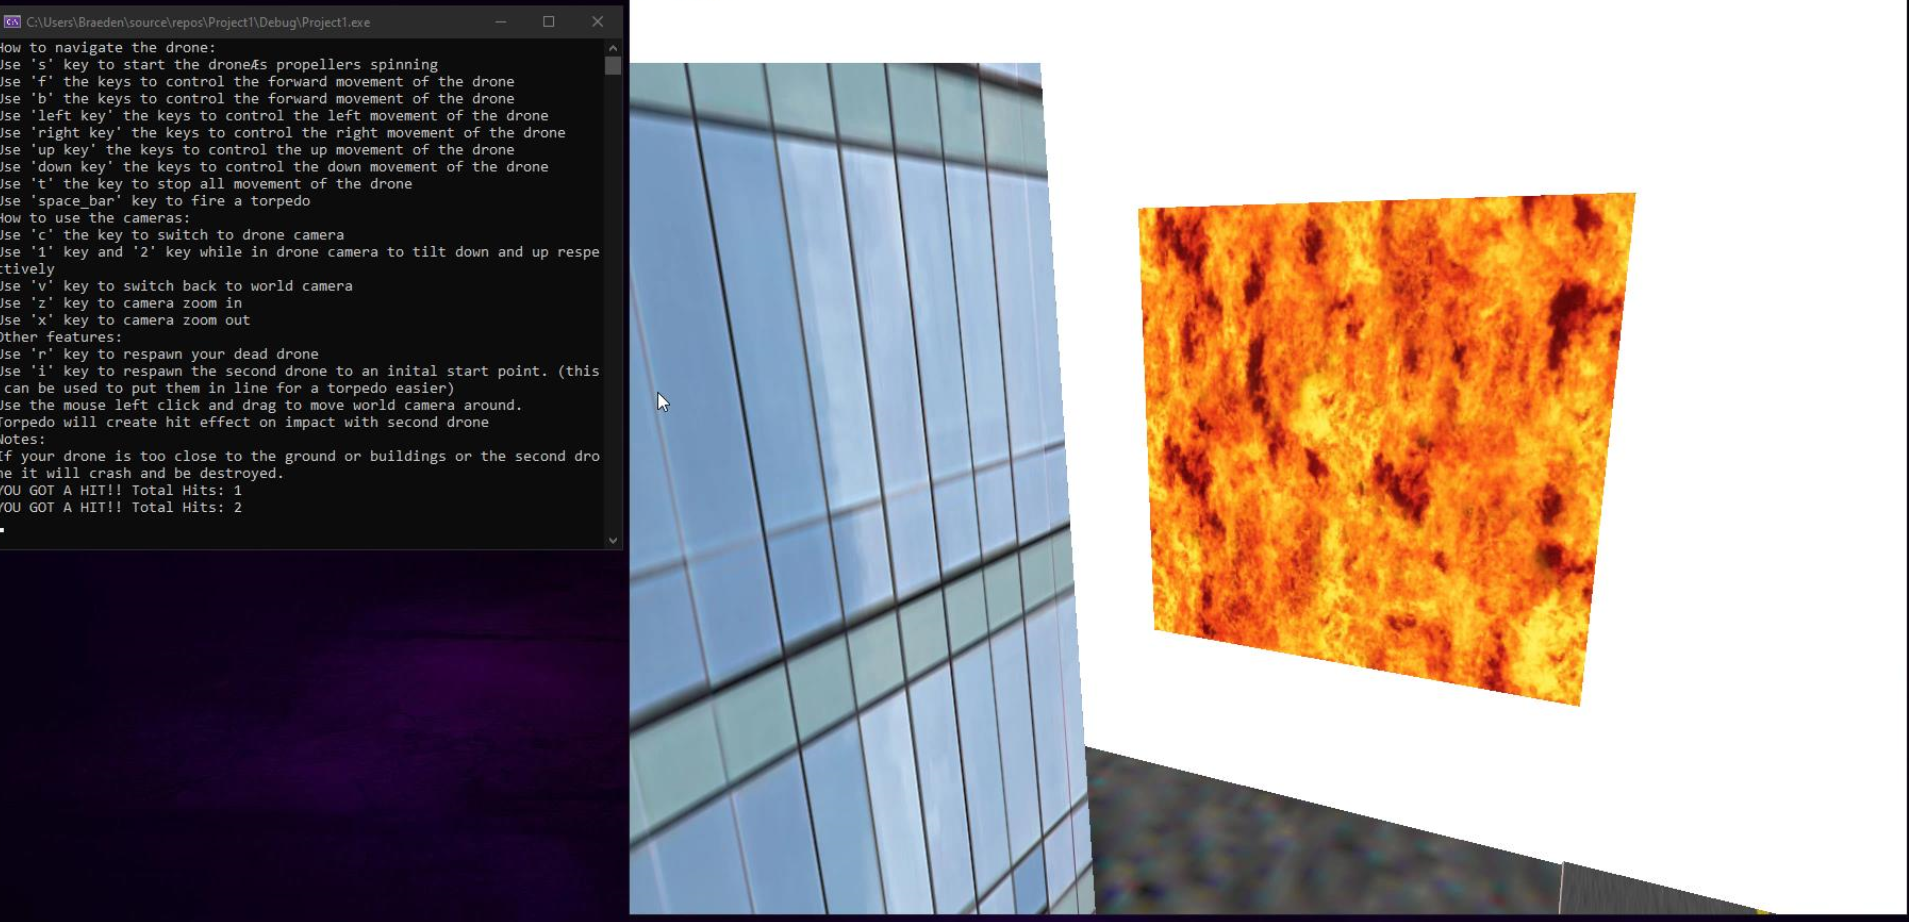 C:\Users\Braeden\source\repos\Project1\Debug\Project1.exe
How to navigate the drone:
Use 's' key to start the droneÆs propellers spinning
Use 'f' the keys to control the forward movement of the drone
Use 'b' the keys to control the forward movement of the drone
Use 'left key' the keys to control the left movement of the drone
Use 'right key' the keys to control the right movement of the drone
Use 'up key' the keys to control the up movement of the drone
Use 'down key' the keys to control the down movement of the drone
Use 't' the key to stop all movement of the drone
Use 'space_bar' key to fire a torpedo
How to use the cameras:
Use 'c' the key to switch to drone camera
Use '1' key and '2' key while in drone camera to tilt down and up respe
ctively
Use 'v' key to switch back to world camera
Use 'z' key to camera zoom in
Use 'x' key to camera zoom out
Other features:
Use 'r' key to respawn your dead drone
Use 'i' key to respawn the second drone to an inital start point. (this
can be used to put them in line for a torpedo easier)
Use the mouse left click and drag to move world camera around.
Torpedo will create hit effect on impact with second drone
Notes:
If your drone is too close to the ground or buildings or the second dro
ne it will crash and be destroyed.
YOU GOT A HIT!! Total Hits: 1
YOU GOT A HIT!! Total Hits: 2